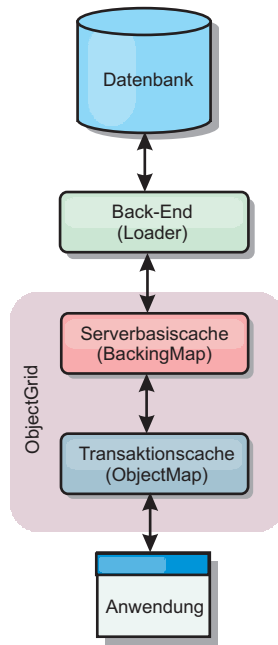 Datenbank
Back-End
(Loader)
ObjectGrid
Serverbasiscache
(BackingMap)
Transaktionscache
(ObjectMap)
Anwendung